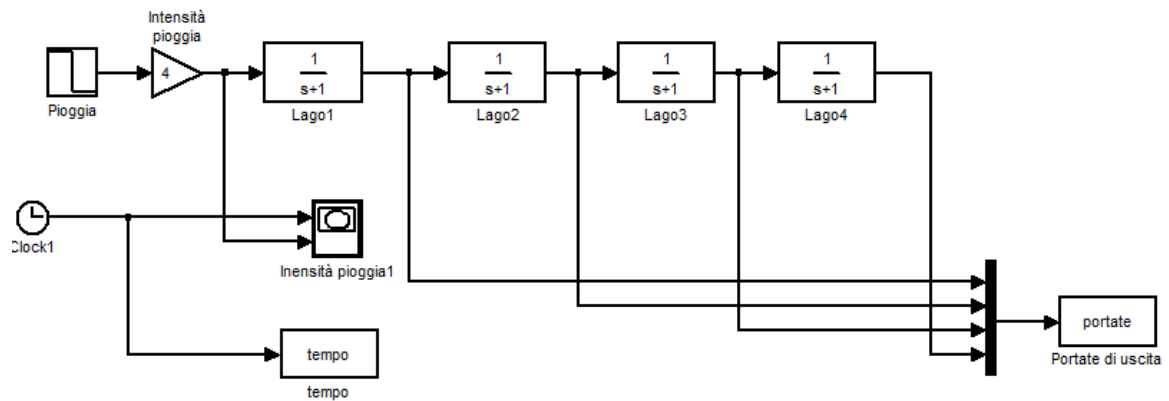 Intensità
pioggia
4
Pioggia
1
s+1
Lago1
1
s+1
Lago2
1
s+1
Lago3
1
s+1
Lago4
Clock1
Inensità pioggia1
tempo
tempo
portate
Portate di uscita